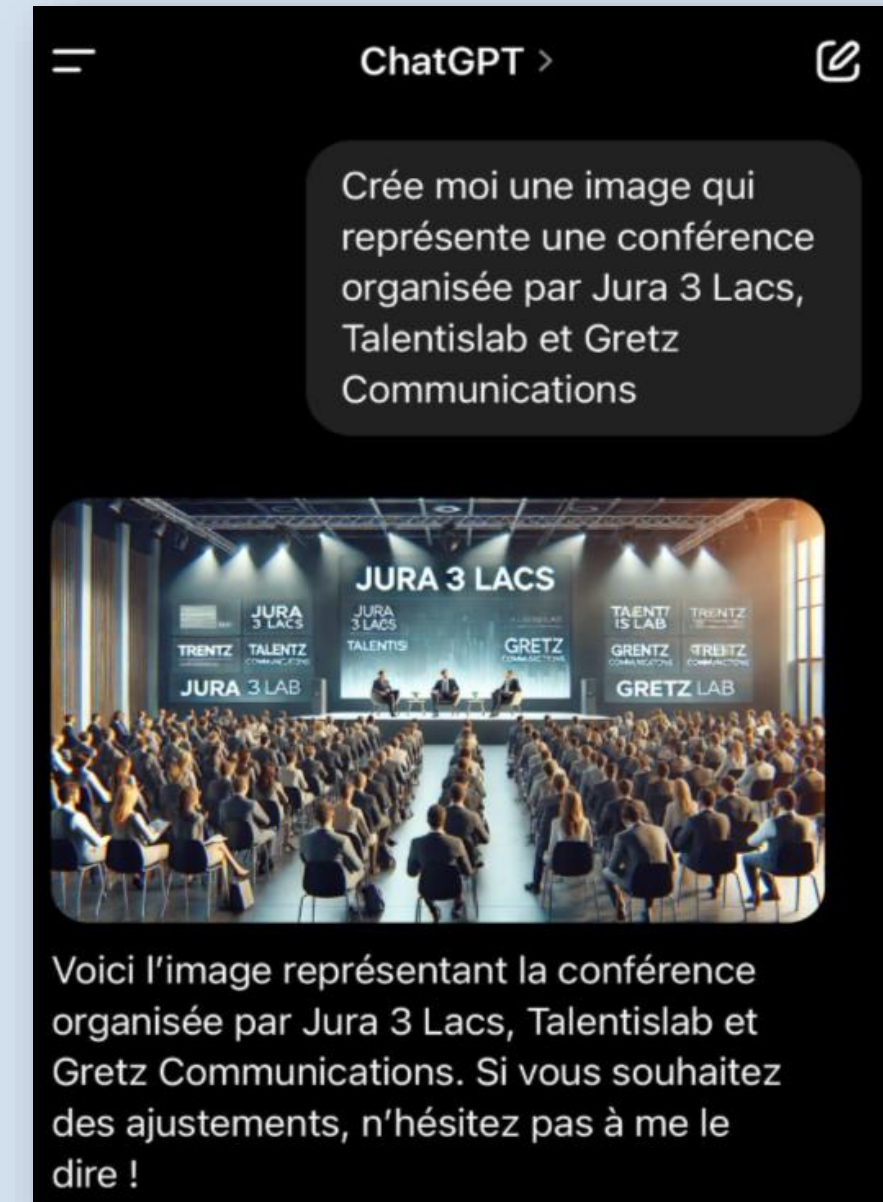 ChatGPT >
Crée moi une image qui
représente une conférence
organisée par Jura 3 Lacs,
Talentislab et Gretz
Communications
JURA 3 LACS
JURA
3 LACS
TRENTZ
TALENTZ
JURA 3 LAB
JURA
3 LACS
TALENTIS
GRETZ
TAENT/
IS LAB
TRENTZ
GRENTZ
GRETZ LAB
Voici l’image représentant la conférence
organisée par Jura 3 Lacs, Talentislab et
Gretz Communications. Si vous souhaitez
des ajustements, n’hésitez pas à me le
dire !